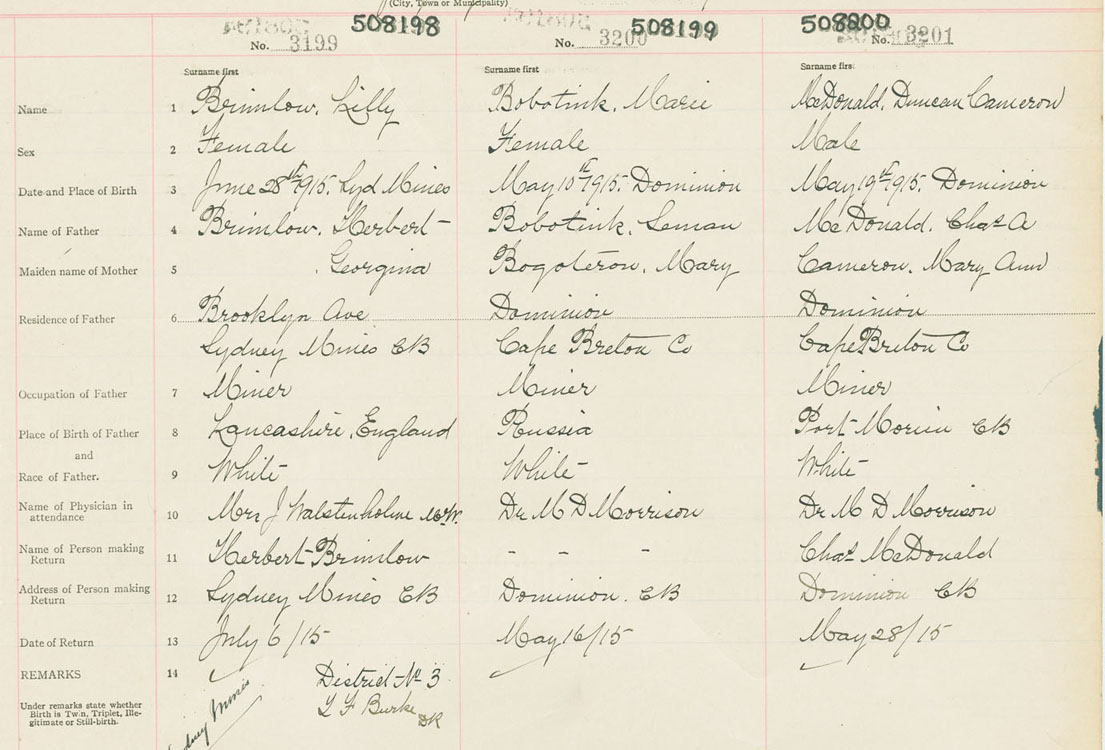 (City, Town or Municipality)
508198 508199 508200
No. 3199 No. 3200 No. 3201
Surname first Surname first Surname first
Name 1 Brimlow, Lilly Bobotink, Marie McDonald, Duncan Cameron
Sex 2 Female Female Male
Date and Place of Birth 3 June 28th 1915. Syd Mines May 10th 1915. Dominion May 19th 1915. Dominion
Name of Father 4 Brimlow, Herbert Bobotink, Seman McDonald, Chas A
Maiden name of Mother 5 , Georgina Bogoteron, Mary Cameron, Mary Ann
Residence of Father 6 Brooklyn Ave Dominion Dominion
Sydney Mines CB Cape Breton Co Cape Breton Co
Occupation of Father 7 Miner Miner Miner
Place of Birth of Father 8 Lancashire, England Russia Port Morien CB
and
Race of Father. 9 White White White
Name of Physician in attendance 10 Mrs J Walstenholme Dr M D Morrison Dr M D Morrison
Name of Person making Return 11 Herbert Brimlow - - - Chas McDonald
Address of Person making Return 12 Sydney Mines CB Dominion. CB Dominion CB
Date of Return 13 July 6/15 May 16/15 May 28/15
REMARKS 14 District No 3
Under remarks state whether Birth is Twin, Triplet, Illegitimate or Still-birth. L F Burke DR
Sydney Mines